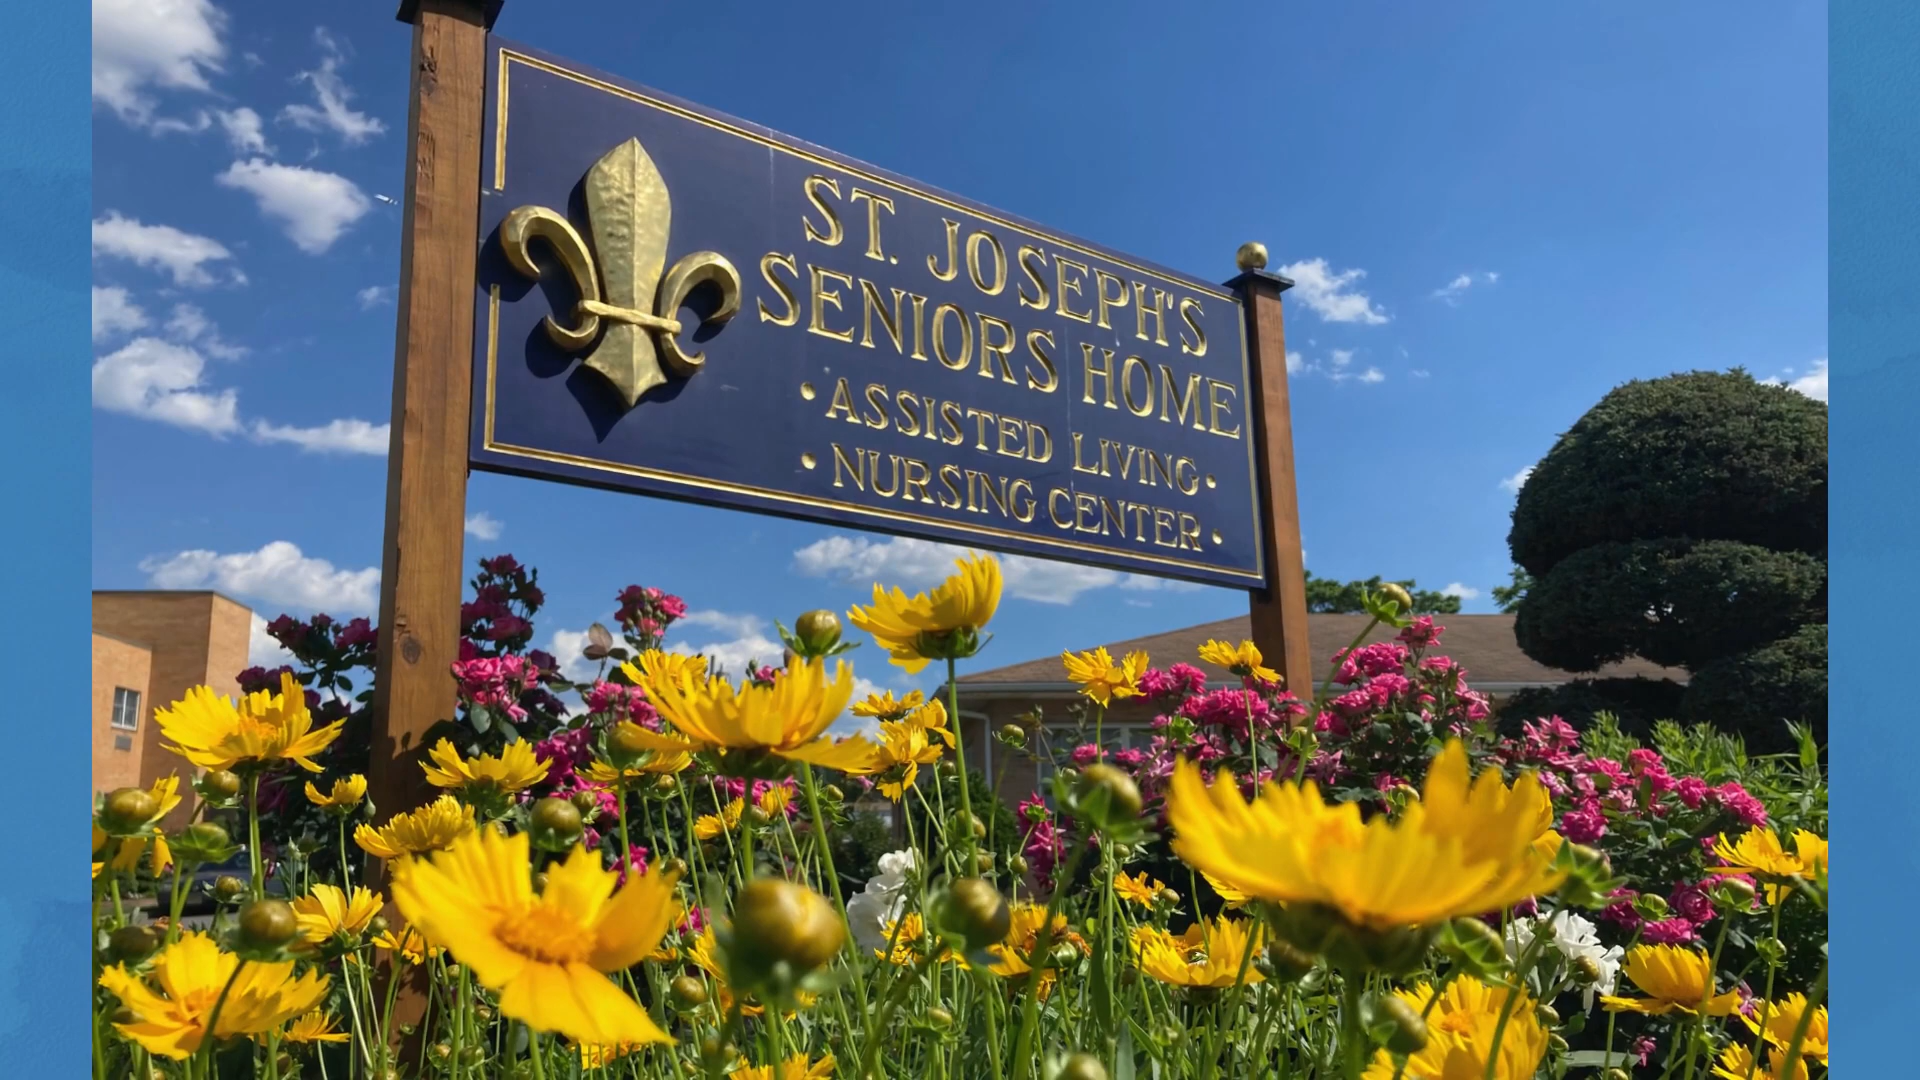 ST. JOSEPH'S
SENIORS HOME
• ASSISTED LIVING •
• NURSING CENTER •